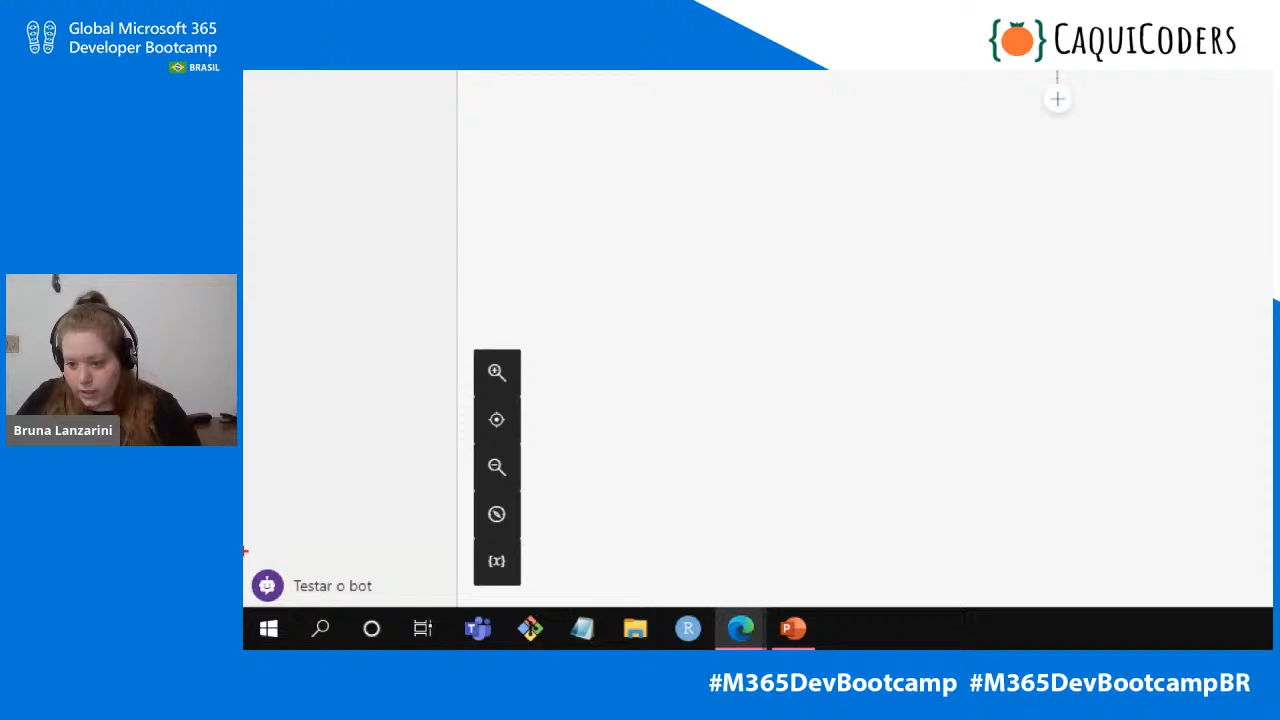 Global Microsoft 365
Developer Bootcamp
BRASIL
{ } CAQUICODERS
Bruna Lanzarini
{x}
Testar o bot
#M365DevBootcamp #M365DevBootcampBR